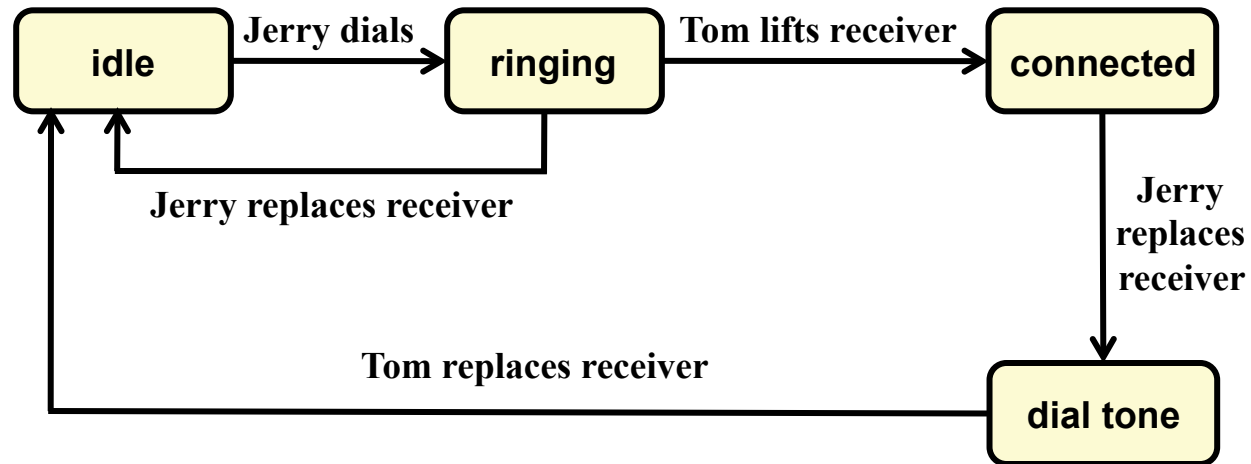 Jerry dials
Tom lifts receiver
idle
ringing
connected
Jerry replaces receiver
Jerry
replaces
receiver
Tom replaces receiver
dial tone